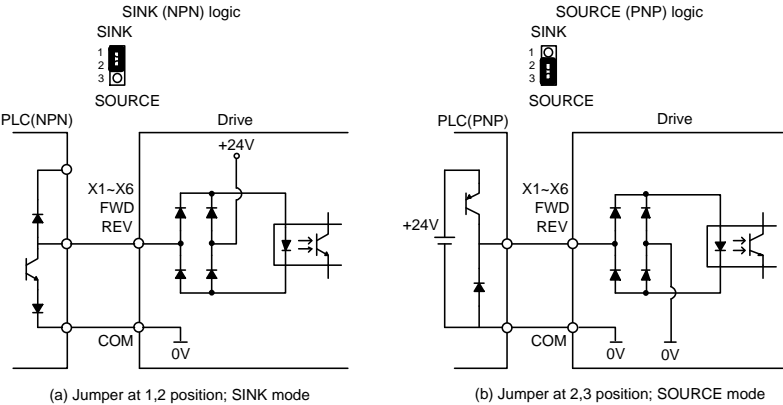 SINK (NPN) logic
SINK
1
2
3
SOURCE
PLC(NPN)
Drive
+24V
X1~X6
FWD
REV
COM
0V
(a) Jumper at 1,2 position; SINK mode
SOURCE (PNP) logic
SINK
1
2
3
SOURCE
PLC(PNP)
Drive
X1~X6
FWD
REV
+24V
COM
0V
0V
(b) Jumper at 2,3 position; SOURCE mode